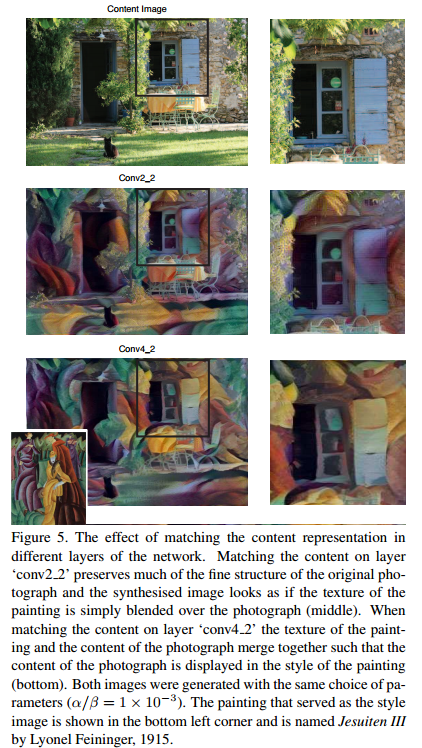 Content Image
Conv2_2
Conv4_2
Figure 5. The effect of matching the content representation in
different layers of the network. Matching the content on layer
‘conv2_2’ preserves much of the fine structure of the original pho-
tograph and the synthesised image looks as if the texture of the
painting is simply blended over the photograph (middle). When
matching the content on layer ‘conv4_2’ the texture of the paint-
ing and the content of the photograph merge together such that
the content of the photograph is displayed in the style of the painting
(bottom). Both images were generated with the same choice of pa-
rameters (α/β = 1 × 10⁻³). The painting that served as the style
image is shown in the bottom left corner and is named Jesuiten III
by Lyonel Feininger, 1915.